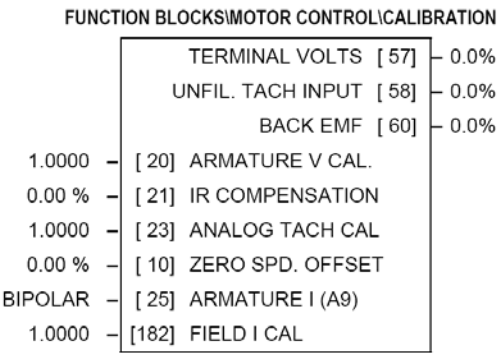 FUNCTION BLOCKS\MOTOR CONTROL\CALIBRATION
TERMINAL VOLTS [ 57] – 0.0%
UNFIL. TACH INPUT [ 58] – 0.0%
BACK EMF [ 60] – 0.0%
1.0000 – [ 20] ARMATURE V CAL.
0.00 % – [ 21] IR COMPENSATION
1.0000 – [ 23] ANALOG TACH CAL
0.00 % – [ 10] ZERO SPD. OFFSET
BIPOLAR – [ 25] ARMATURE I (A9)
1.0000 – [182] FIELD I CAL